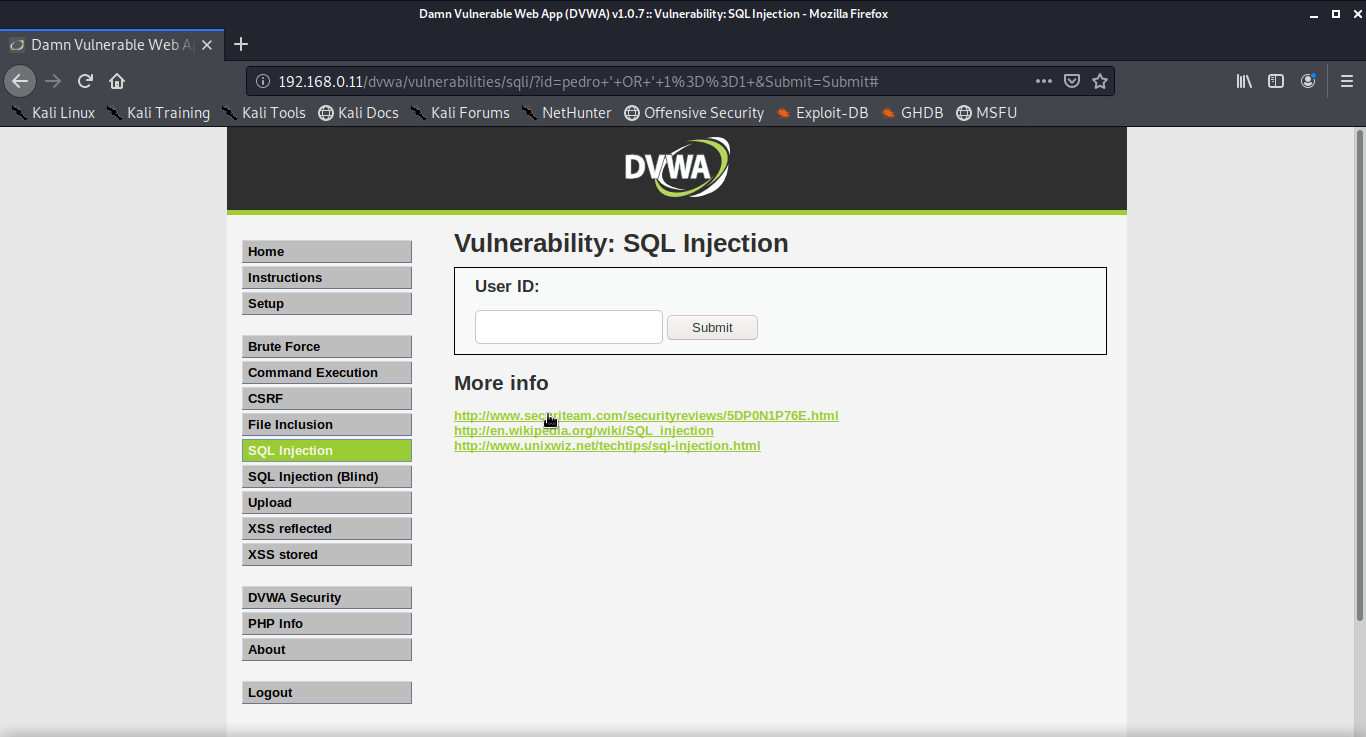 Damn Vulnerable Web App (DVWA) v1.0.7 :: Vulnerability: SQL Injection - Mozilla Firefox
Damn Vulnerable Web A
192.168.0.11/dvwa/vulnerabilities/sqli/?id=pedro+'+OR+'+1%3D%3D1+&Submit=Submit#
Kali Linux Kali Training Kali Tools Kali Docs Kali Forums NetHunter Offensive Security Exploit-DB GHDB MSFU
DVWA
Home
Instructions
Setup
Brute Force
Command Execution
CSRF
File Inclusion
SQL Injection
SQL Injection (Blind)
Upload
XSS reflected
XSS stored
DVWA Security
PHP Info
About
Logout
Vulnerability: SQL Injection
User ID:
Submit
More info
http://www.securiteam.com/securityreviews/5DP0N1P76E.html
http://en.wikipedia.org/wiki/SQL_injection
http://www.unixwiz.net/techtips/sql-injection.html